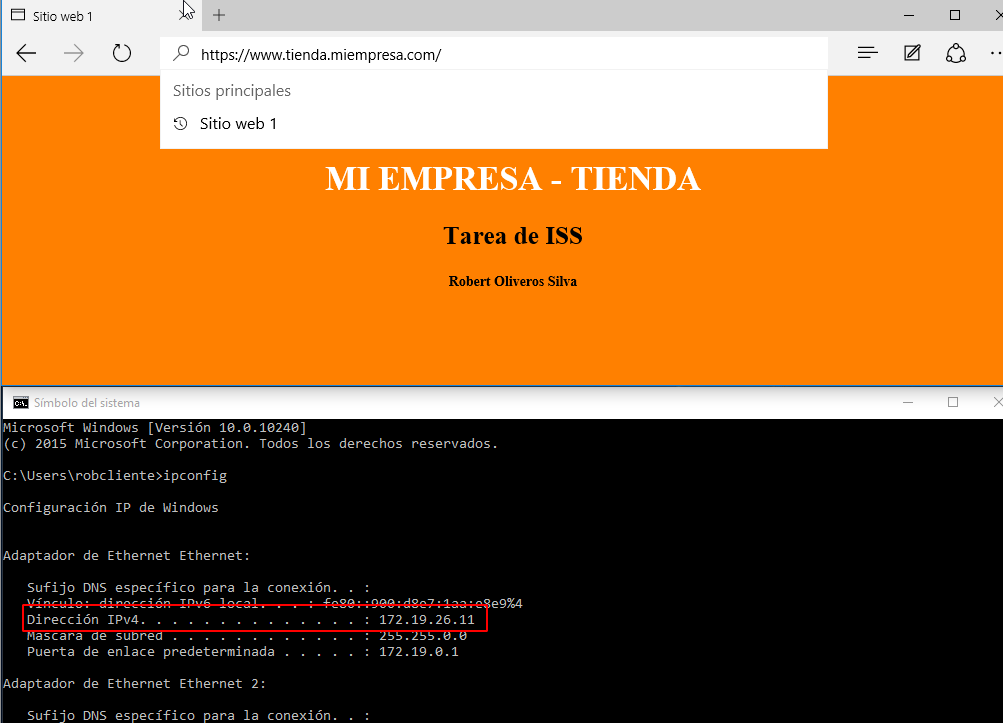 Sitio web 1
https://www.tienda.miempresa.com/
Sitios principales
Sitio web 1
MI EMPRESA - TIENDA
Tarea de ISS
Robert Oliveros Silva
Símbolo del sistema
Microsoft Windows [Versión 10.0.10240]
(c) 2015 Microsoft Corporation. Todos los derechos reservados.
C:\Users\robcliente>ipconfig
Configuración IP de Windows
Adaptador de Ethernet Ethernet:
Sufijo DNS específico para la conexión. . :
Vínculo: dirección IPv6 local. . . : fe80::900:d8e7:1aa:e8e9%4
Dirección IPv4. . . . . . . . . . . . . . : 172.19.26.11
Máscara de subred . . . . . . . . . . . . : 255.255.0.0
Puerta de enlace predeterminada . . . . . : 172.19.0.1
Adaptador de Ethernet Ethernet 2:
Sufijo DNS específico para la conexión. . :